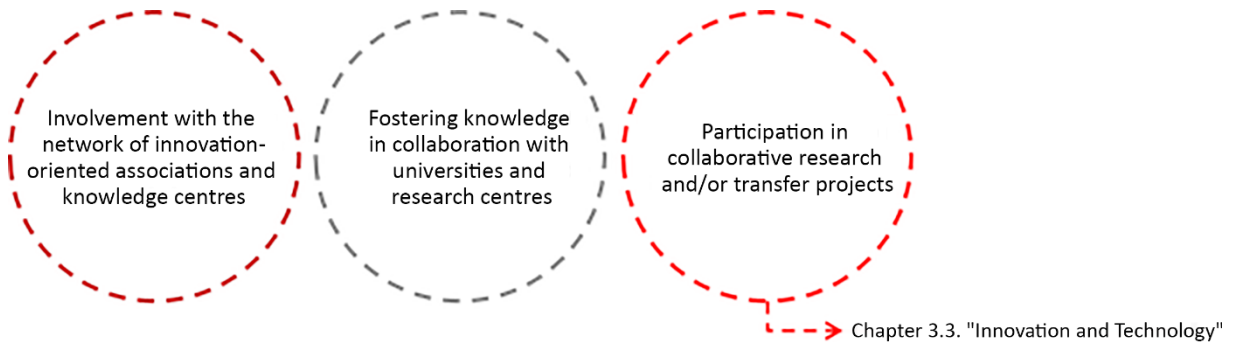 Involvement with the
network of innovation-
oriented associations and
knowledge centres
Fostering knowledge
in collaboration with
universities and
research centres
Participation in
collaborative research
and/or transfer projects
Chapter 3.3. "Innovation and Technology"